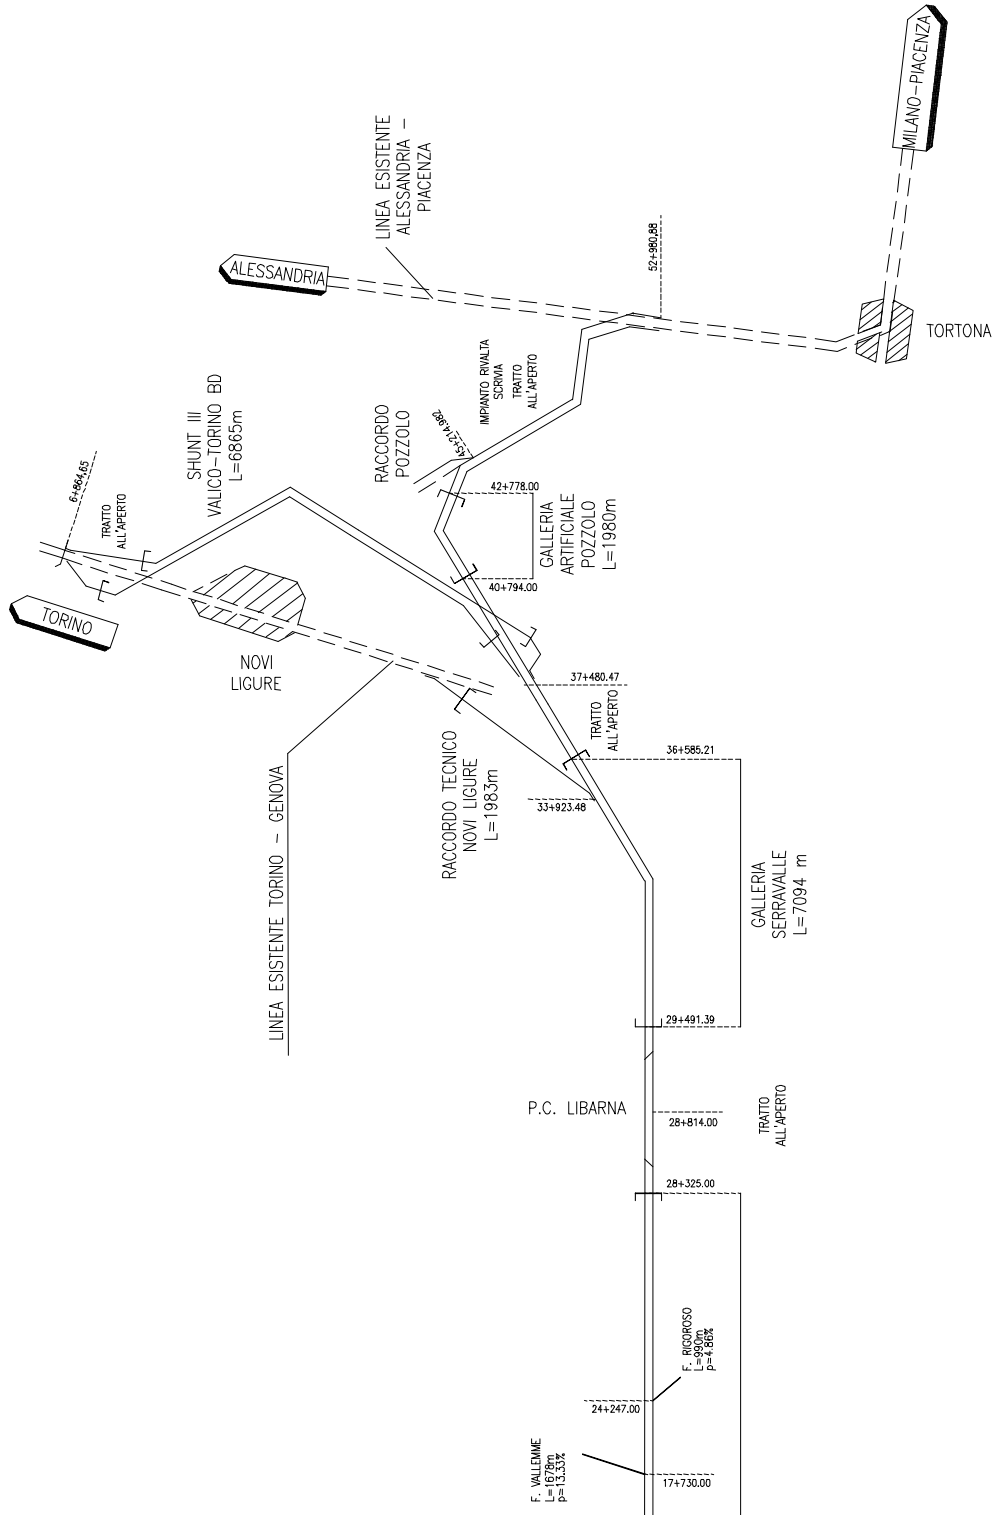 MILANO-PIACENZA
LINEA ESISTENTE
ALESSANDRIA -
PIACENZA
52+980,88
ALESSANDRIA
TORTONA
IMPIANTO RIVALTA
SCRIVIA
TRATTO
ALL'APERTO
SHUNT III
VALICO-TORINO BD
L=6865m
RACCORDO
POZZOLO
45+214.982
6+864,65
TRATTO
ALL'APERTO
42+778.00
GALLERIA
ARTIFICIALE
POZZOLO
L=1980m
40+794.00
TORINO
NOVI
LIGURE
37+480.47
TRATTO
ALL'APERTO
36+585.21
RACCORDO TECNICO
NOVI LIGURE
L=1983m
33+923.48
LINEA ESISTENTE TORINO - GENOVA
GALLERIA
SERRAVALLE
L=7094 m
29+491.39
P.C. LIBARNA
28+814.00
TRATTO
ALL'APERTO
28+325.00
F. RIGOROSO
L=990m
p=4.86%
24+247.00
F. VALLEMME
L=1678m
p=13.33%
17+730.00